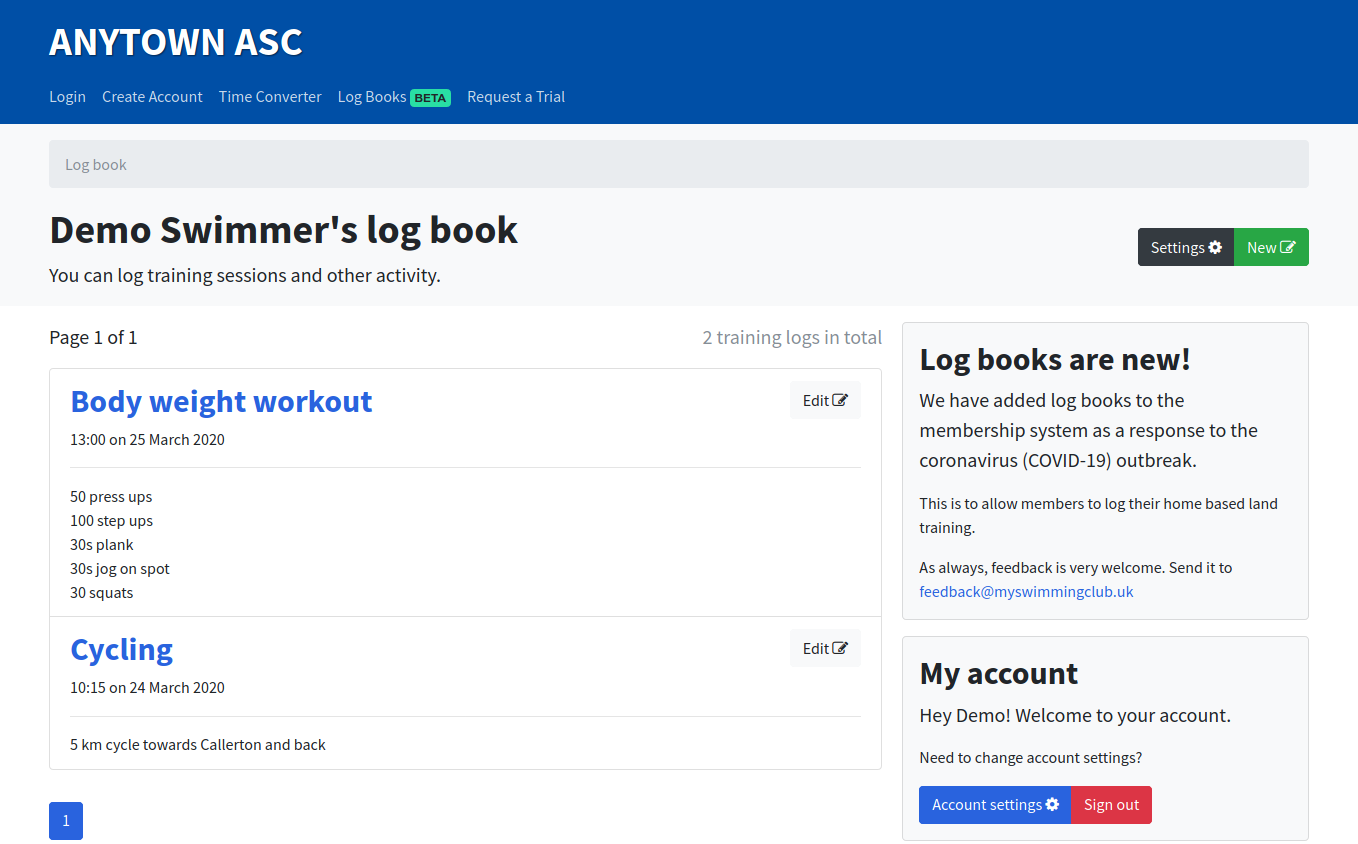 ANYTOWN ASC
Login Create Account Time Converter Log Books BETA Request a Trial
Log book
Demo Swimmer's log book
You can log training sessions and other activity.
Settings New
Page 1 of 1
2 training logs in total
Body weight workout
Edit
13:00 on 25 March 2020
50 press ups
100 step ups
30s plank
30s jog on spot
30 squats
Cycling
Edit
10:15 on 24 March 2020
5 km cycle towards Callerton and back
1
Log books are new!
We have added log books to the
membership system as a response to the
coronavirus (COVID-19) outbreak.
This is to allow members to log their home based land
training.
As always, feedback is very welcome. Send it to
feedback@myswimmingclub.uk
My account
Hey Demo! Welcome to your account.
Need to change account settings?
Account settings Sign out